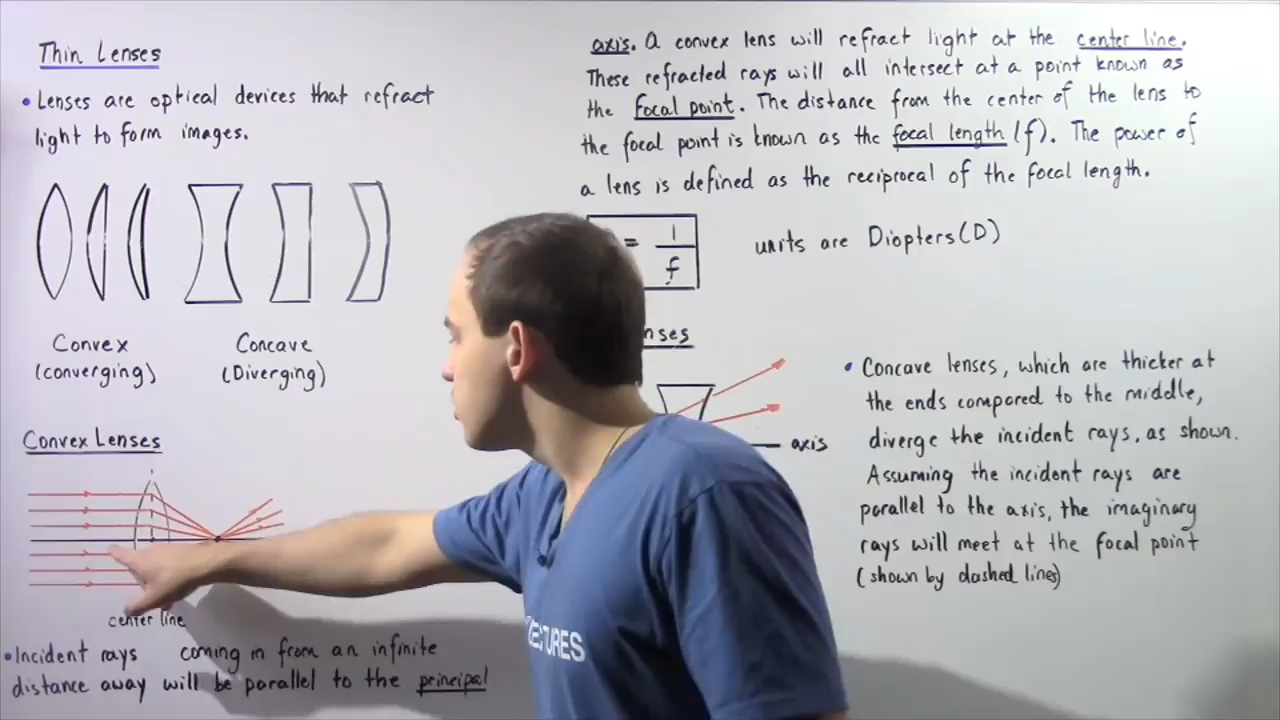 Thin Lenses
• Lenses are optical devices that refract
light to form images.
Convex
(converging)
Concave
(Diverging)
Convex Lenses
center line
• Incident rays coming in from an infinite
distance away will be parallel to the principal
axis. A convex lens will refract light at the center line.
These refracted rays will all intersect at a point known as
the focal point. The distance from the center of the lens to
the focal point is known as the focal length (f). The power of
a lens is defined as the reciprocal of the focal length.
= 1
f
units are Diopters (D)
nses
axis
• Concave lenses, which are thicker at
the ends compared to the middle,
diverge the incident rays, as shown.
Assuming the incident rays are
parallel to the axis, the imaginary
rays will meet at the focal point
(shown by dashed lines)